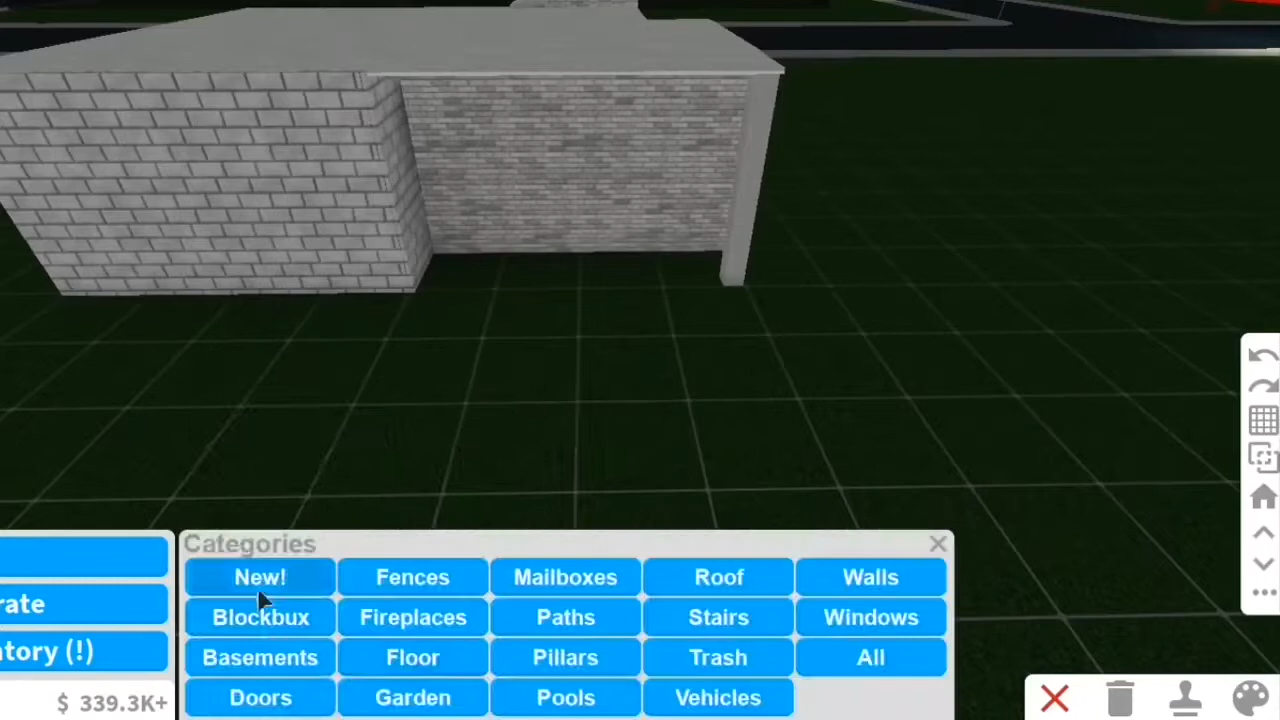 Categories
New! Fences Mailboxes Roof Walls
rate
Blockbux Fireplaces Paths Stairs Windows
tory (!)
Basements Floor Pillars Trash All
$ 339.3K+
Doors Garden Pools Vehicles